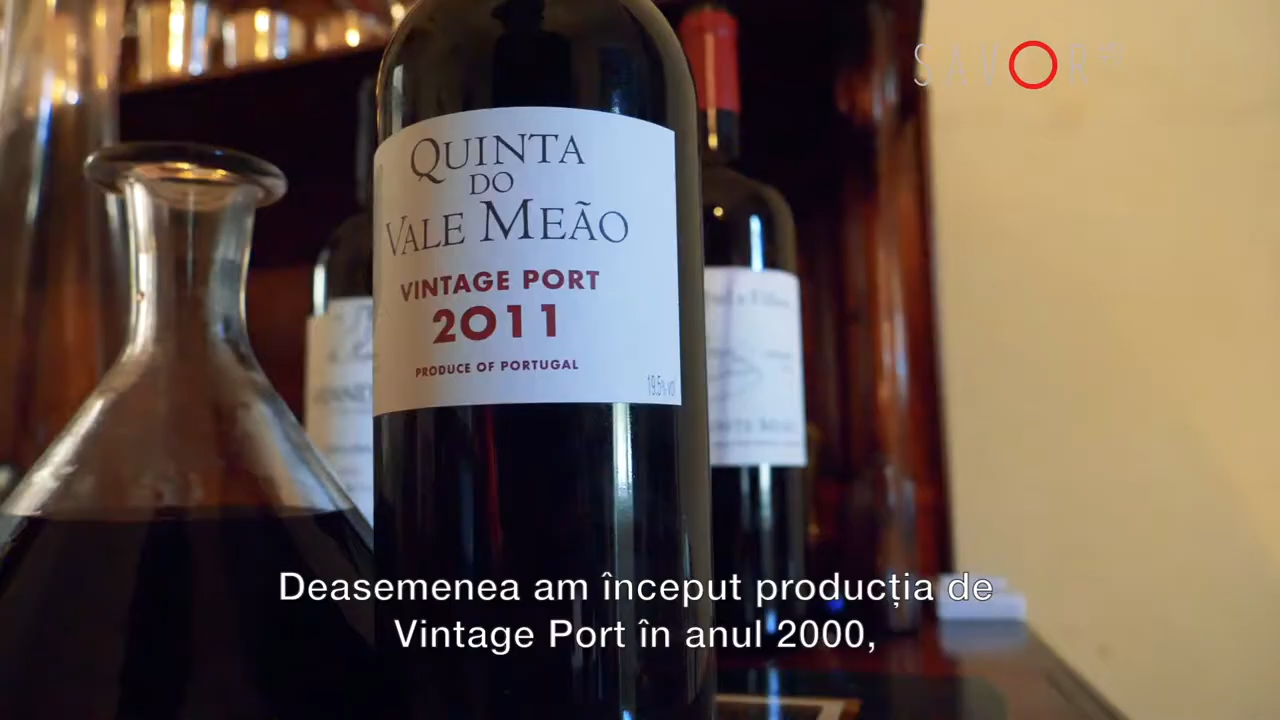 SAVOR
QUINTA
DO
VALE MEÃO
VINTAGE PORT
2011
PRODUCE OF PORTUGAL
19,5% vol
Deasemenea am început producția de
Vintage Port în anul 2000,